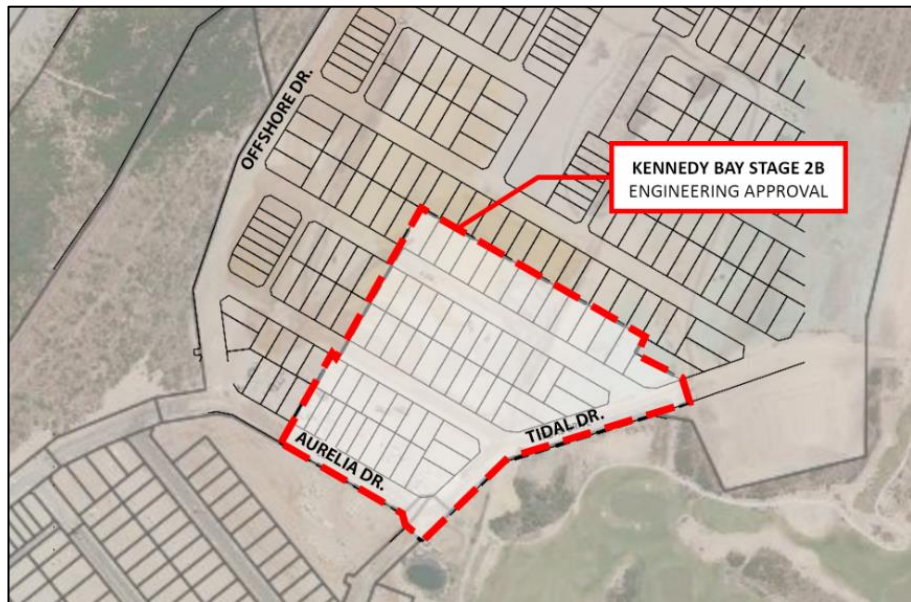 OFFSHORE DR.
KENNEDY BAY STAGE 2B
ENGINEERING APPROVAL
TIDAL DR.
AURELIA DR.